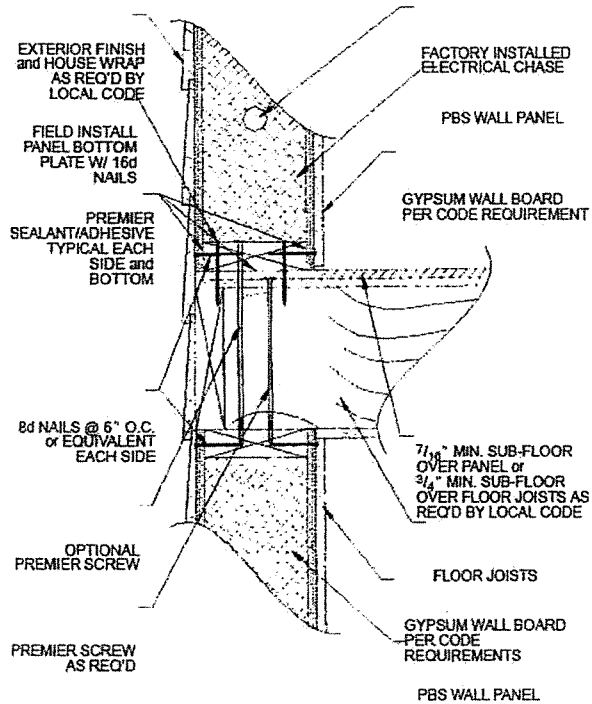 EXTERIOR FINISH
and HOUSE WRAP
AS REQ'D BY
LOCAL CODE
FIELD INSTALL
PANEL BOTTOM
PLATE W/ 16d
NAILS
PREMIER
SEALANT/ADHESIVE
TYPICAL EACH
SIDE and
BOTTOM
8d NAILS @ 6" O.C.
or EQUIVALENT
EACH SIDE
OPTIONAL
PREMIER SCREW
PREMIER SCREW
AS REQ'D
FACTORY INSTALLED
ELECTRICAL CHASE
PBS WALL PANEL
GYPSUM WALL BOARD
PER CODE REQUIREMENT
7/16" MIN. SUB-FLOOR
OVER PANEL or
3/4" MIN. SUB-FLOOR
OVER FLOOR JOISTS AS
REQ'D BY LOCAL CODE
FLOOR JOISTS
GYPSUM WALL BOARD
PER CODE
REQUIREMENTS
PBS WALL PANEL